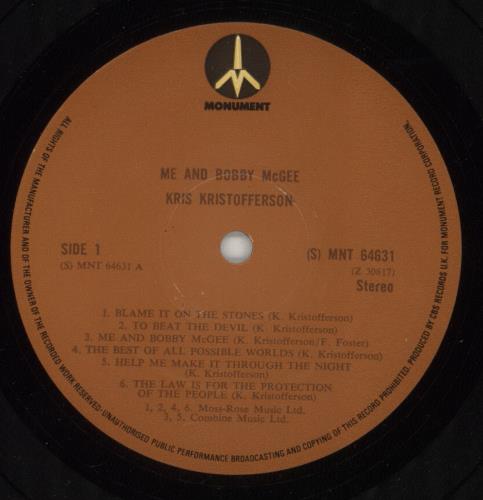 MONUMENT
ME AND BOBBY McGEE
KRIS KRISTOFFERSON
SIDE 1
(S) MNT 64631 A
(S) MNT 64631
(Z 30817)
Stereo
1. BLAME IT ON THE STONES (K. Kristofferson)
2. TO BEAT THE DEVIL (K. Kristofferson)
3. ME AND BOBBY McGEE (K. Kristofferson/F. Foster)
4. THE BEST OF ALL POSSIBLE WORLDS (K. Kristofferson)
5. HELP ME MAKE IT THROUGH THE NIGHT
(K. Kristofferson)
6. THE LAW IS FOR THE PROTECTION
OF THE PEOPLE (K. Kristofferson)
1, 2, 4, 6. Moss-Rose Music Ltd.
3, 5. Combine Music Ltd.
ALL RIGHTS OF THE MANUFACTURER AND OF THE OWNER OF THE RECORDED WORK RESERVED-UNAUTHORISED PUBLIC PERFORMANCE BROADCASTING AND COPYING OF THIS RECORD PROHIBITED. PRODUCED BY CBS RECORDS U.K. FOR MONUMENT RECORD CORPORATION.